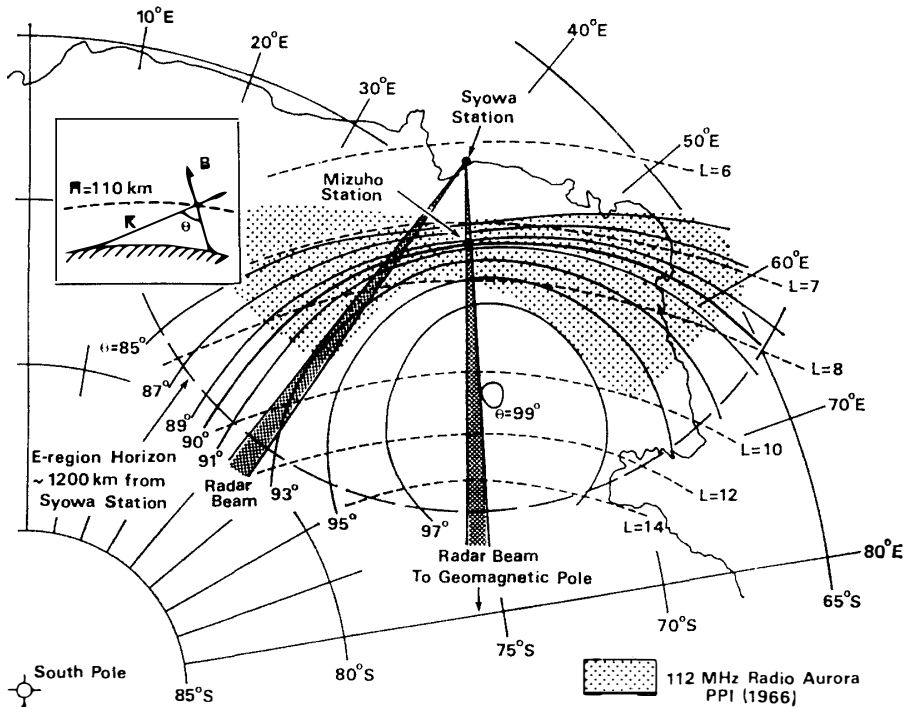 10°E
20°E
30°E
40°E
Syowa
Station
50°E
L=6
B
R=110 km
K
θ
Mizuho
Station
60°E
L=7
Θ=85°
L=8
87°
89°
90°
91°
θ=99°
70°E
L=10
E-region Horizon
~ 1200 km from
Syowa Station
Radar
Beam
93°
L=12
95°
97°
L=14
Radar Beam
To Geomagnetic Pole
80°E
65°S
70°S
75°S
80°S
85°S
South Pole
112 MHz Radio Aurora
PPI (1966)